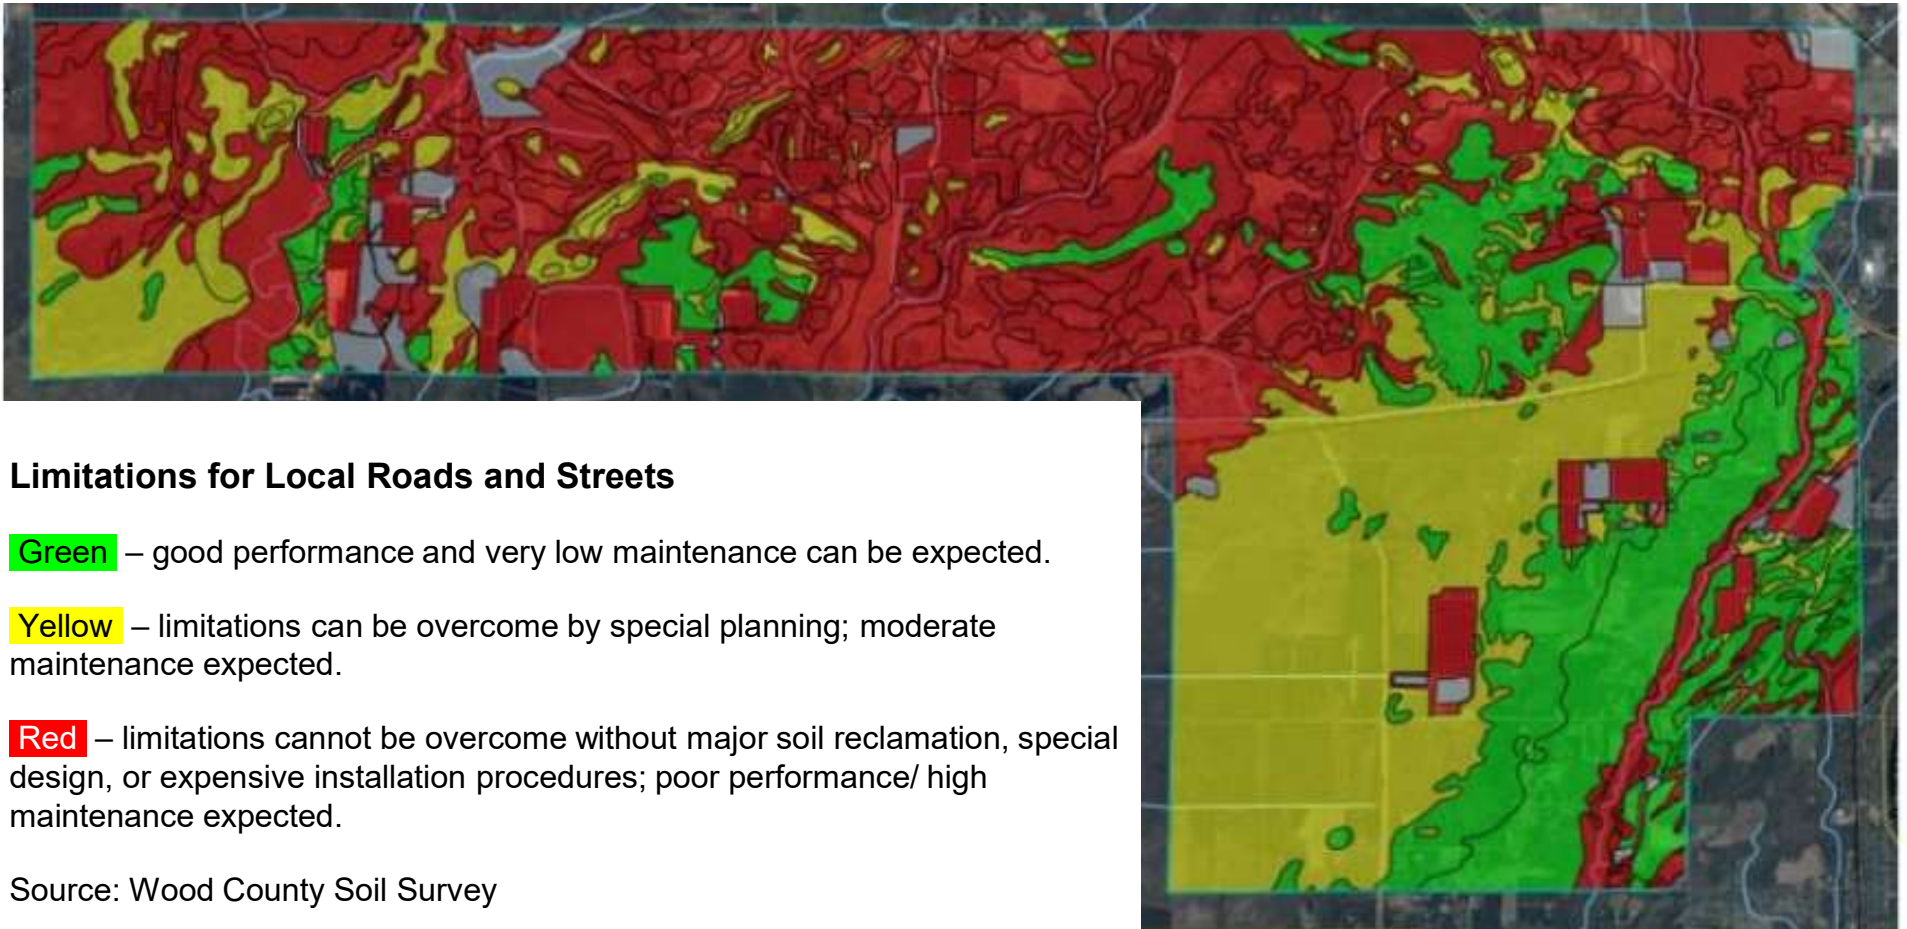 Limitations for Local Roads and Streets
Green – good performance and very low maintenance can be expected.
Yellow – limitations can be overcome by special planning; moderate
maintenance expected.
Red – limitations cannot be overcome without major soil reclamation, special
design, or expensive installation procedures; poor performance/ high
maintenance expected.
Source: Wood County Soil Survey